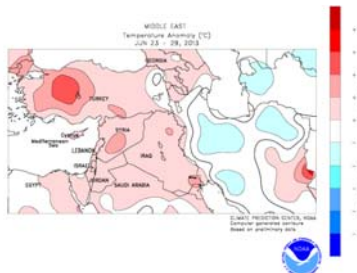 MIDDLE EAST
Temperature Anomaly (°C)
JUN 23 - 29, 2013
GEORGIA
TURKEY
Cyprus
SYRIA
Mediterranean
Sea
LEBANON
IRAQ
ISRAEL
JORDAN
EGYPT
SAUDI ARABIA
CLIMATE PREDICTION CENTER, NOAA
Computer generated contours
Based on preliminary data
NOAA